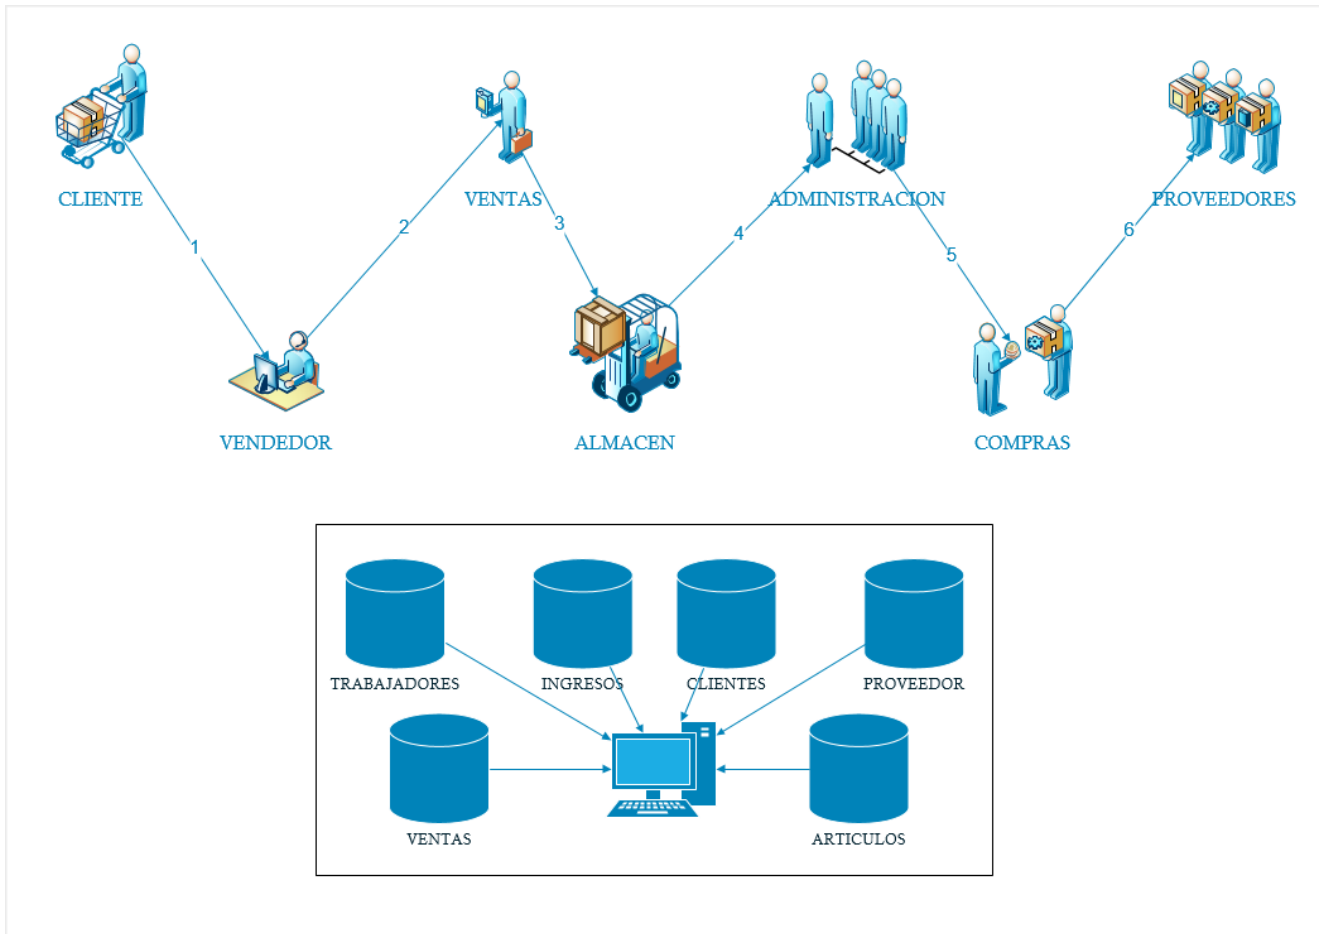 CLIENTE
VENTAS
ADMINISTRACION
PROVEEDORES
1
2
3
4
5
6
VENDEDOR
ALMACEN
COMPRAS
TRABAJADORES
INGRESOS
CLIENTES
PROVEEDOR
VENTAS
ARTICULOS